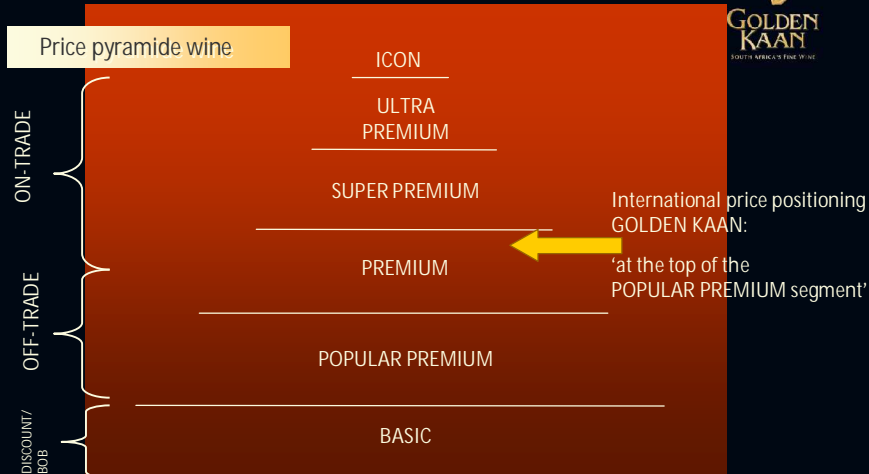 Price pyramide wine
GOLDEN
KAAN
SOUTH AFRICA'S FINE WINE
ICON
ULTRA
PREMIUM
ON-TRADE
SUPER PREMIUM
International price positioning
GOLDEN KAAN:
'at the top of the
POPULAR PREMIUM segment'
PREMIUM
OFF-TRADE
POPULAR PREMIUM
BASIC
DISCOUNT/
BOB